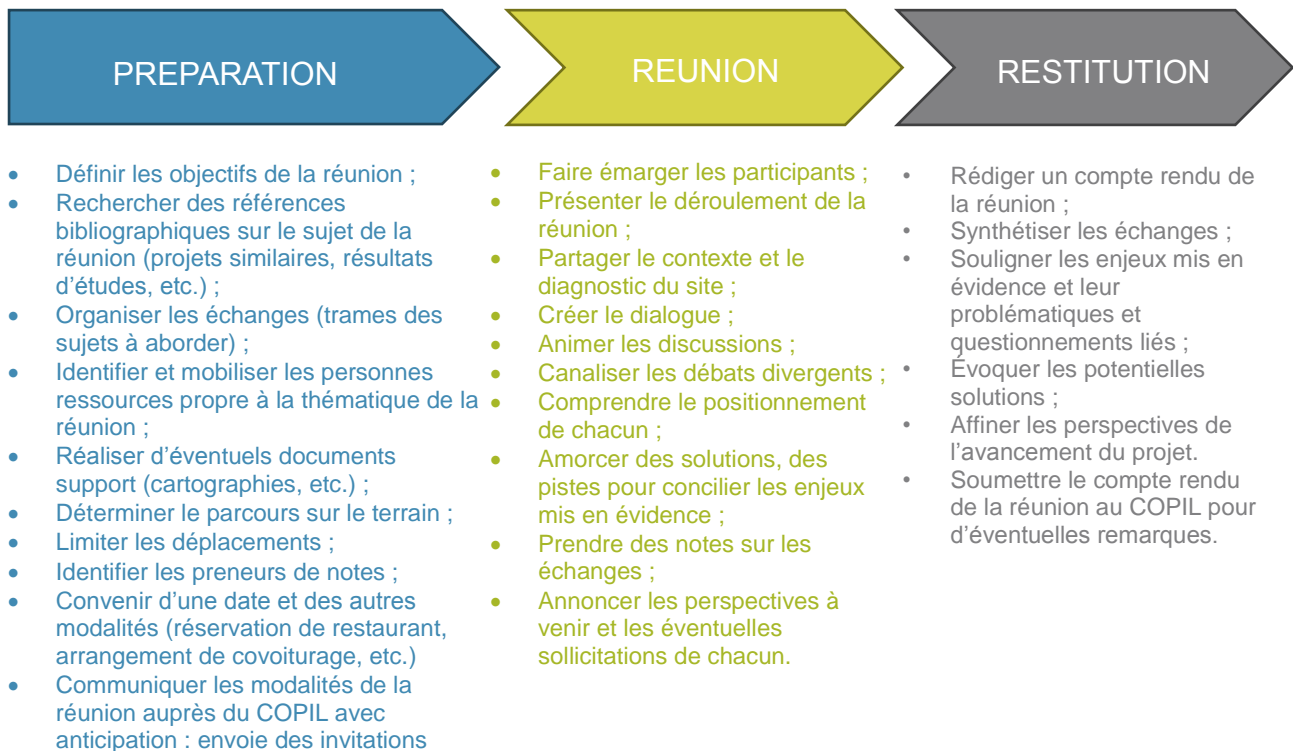 PREPARATION
REUNION
RESTITUTION
• Définir les objectifs de la réunion ;
• Rechercher des références
bibliographiques sur le sujet de la
réunion (projets similaires, résultats
d’études, etc.) ;
• Organiser les échanges (trames des
sujets à aborder) ;
• Identifier et mobiliser les personnes
ressources propre à la thématique de la
réunion ;
• Réaliser d’éventuels documents
support (cartographies, etc.) ;
• Déterminer le parcours sur le terrain ;
• Limiter les déplacements ;
• Identifier les preneurs de notes ;
• Convenir d’une date et des autres
modalités (réservation de restaurant,
arrangement de covoiturage, etc.)
• Communiquer les modalités de la
réunion auprès du COPIL avec
anticipation : envoie des invitations
• Faire émarger les participants ;
• Présenter le déroulement de la
réunion ;
• Partager le contexte et le
diagnostic du site ;
• Créer le dialogue ;
• Animer les discussions ;
• Canaliser les débats divergents ;
• Comprendre le positionnement
de chacun ;
• Amorcer des solutions, des
pistes pour concilier les enjeux
mis en évidence ;
• Prendre des notes sur les
échanges ;
• Annoncer les perspectives à
venir et les éventuelles
sollicitations de chacun.
• Rédiger un compte rendu de
la réunion ;
• Synthétiser les échanges ;
• Souligner les enjeux mis en
évidence et leur
problématiques et
questionnements liés ;
• Évoquer les potentielles
solutions ;
• Affiner les perspectives de
l’avancement du projet.
• Soumettre le compte rendu
de la réunion au COPIL pour
d’éventuelles remarques.